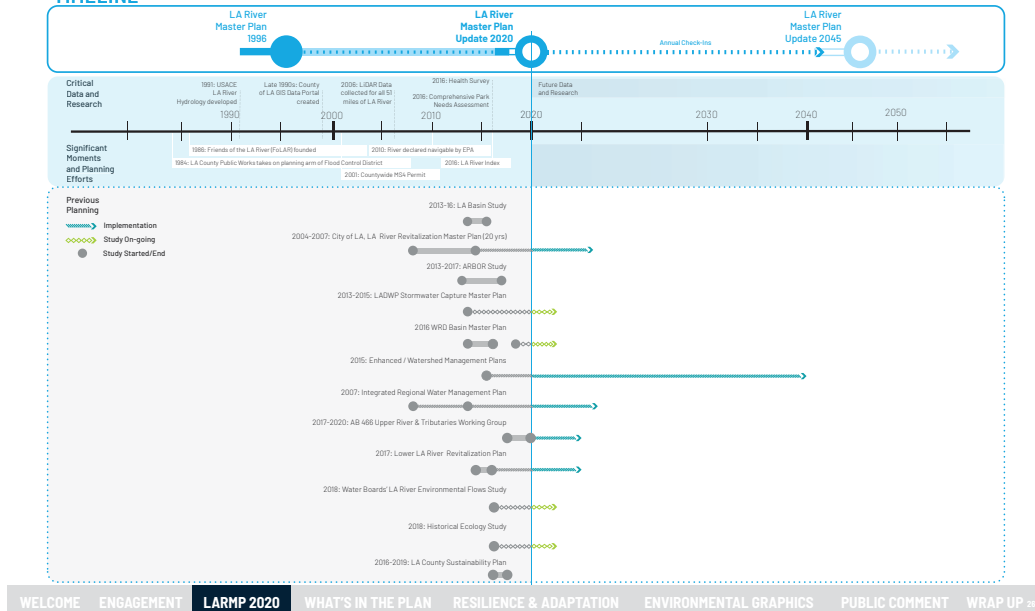 TIMELINE
LA River
Master Plan
1996
LA River
Master Plan
Update 2020
LA River
Master Plan
Update 2045
Annual Check-ins
Critical
Data and
Research
1991: USACE
LA River
Hydrology developed
Late 1990s: County
of LA GIS Data Portal
created
2006: LiDAR Data
collected for all 51
miles of LA River
2016: Health Survey
2016: Comprehensive Park
Needs Assessment
Future Data
and Research
1990
2000
2010
2020
2030
2040
2050
Significant
Moments
and Planning
Efforts
1986: Friends of the LA River (FoLAR) founded
2010: River declared navigable by EPA
1984: LA County Public Works takes on planning arm of Flood Control District
2016: LA River Index
2001: Countywide MS4 Permit
Previous
Planning
Implementation
Study On-going
Study Started/End
2013-16: LA Basin Study
2004-2007: City of LA, LA River Revitalization Master Plan (20 yrs)
2013-2017: ARBOR Study
2013-2015: LADWP Stormwater Capture Master Plan
2016 WRD Basin Master Plan
2015: Enhanced / Watershed Management Plans
2007: Integrated Regional Water Management Plan
2017-2020: AB 466 Upper River & Tributaries Working Group
2017: Lower LA River Revitalization Plan
2018: Water Boards' LA River Environmental Flows Study
2018: Historical Ecology Study
2016-2019: LA County Sustainability Plan
WELCOME ENGAGEMENT LARMP 2020 WHAT'S IN THE PLAN RESILIENCE & ADAPTATION ENVIRONMENTAL GRAPHICS PUBLIC COMMENT WRAP UP